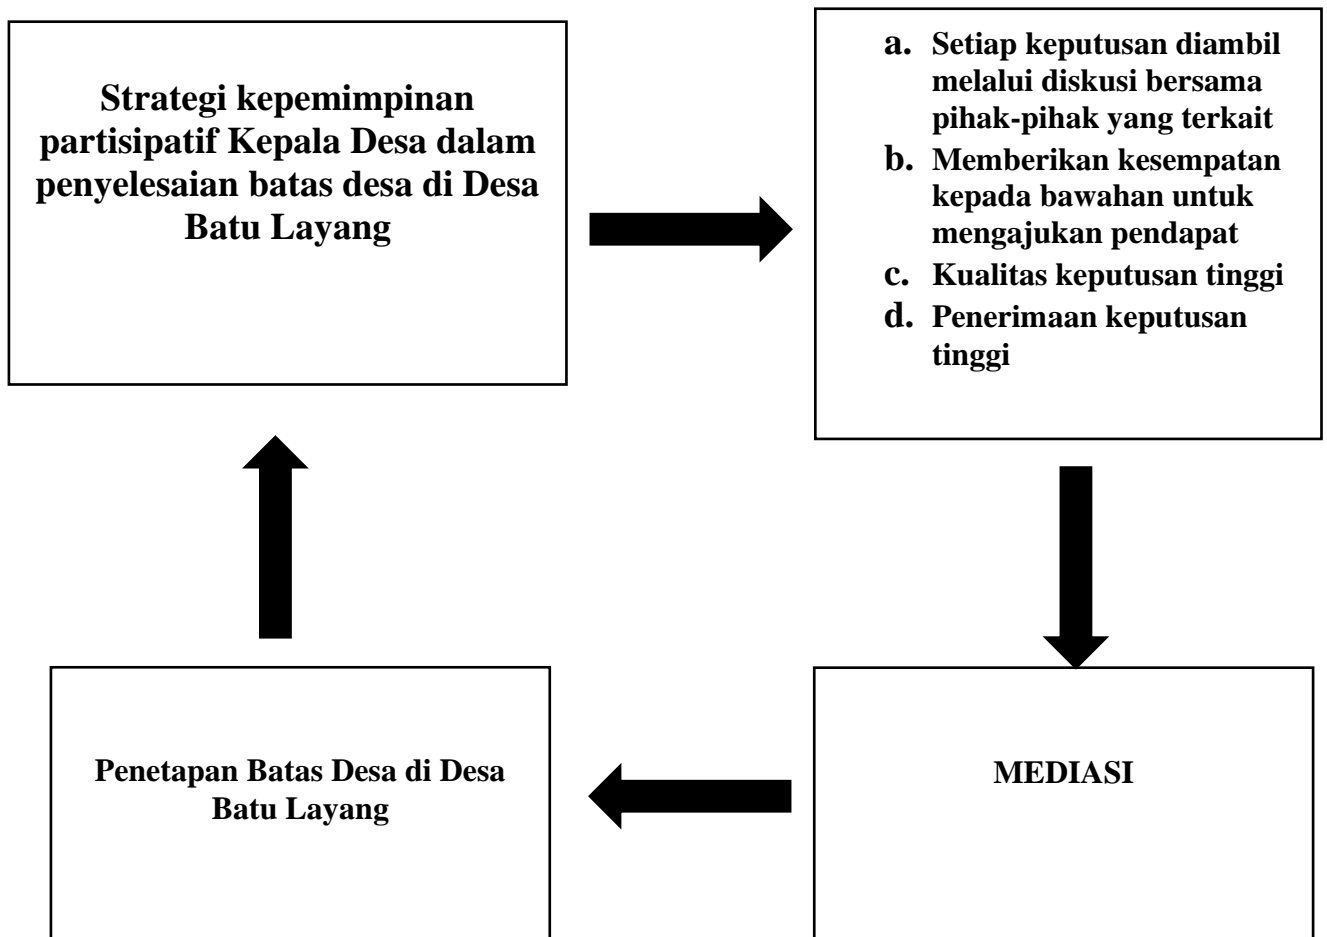 Strategi kepemimpinan
partisipatif Kepala Desa dalam
penyelesaian batas desa di Desa
Batu Layang
a. Setiap keputusan diambil
melalui diskusi bersama
pihak-pihak yang terkait
b. Memberikan kesempatan
kepada bawahan untuk
mengajukan pendapat
c. Kualitas keputusan tinggi
d. Penerimaan keputusan
tinggi
Penetapan Batas Desa di Desa
Batu Layang
MEDIASI